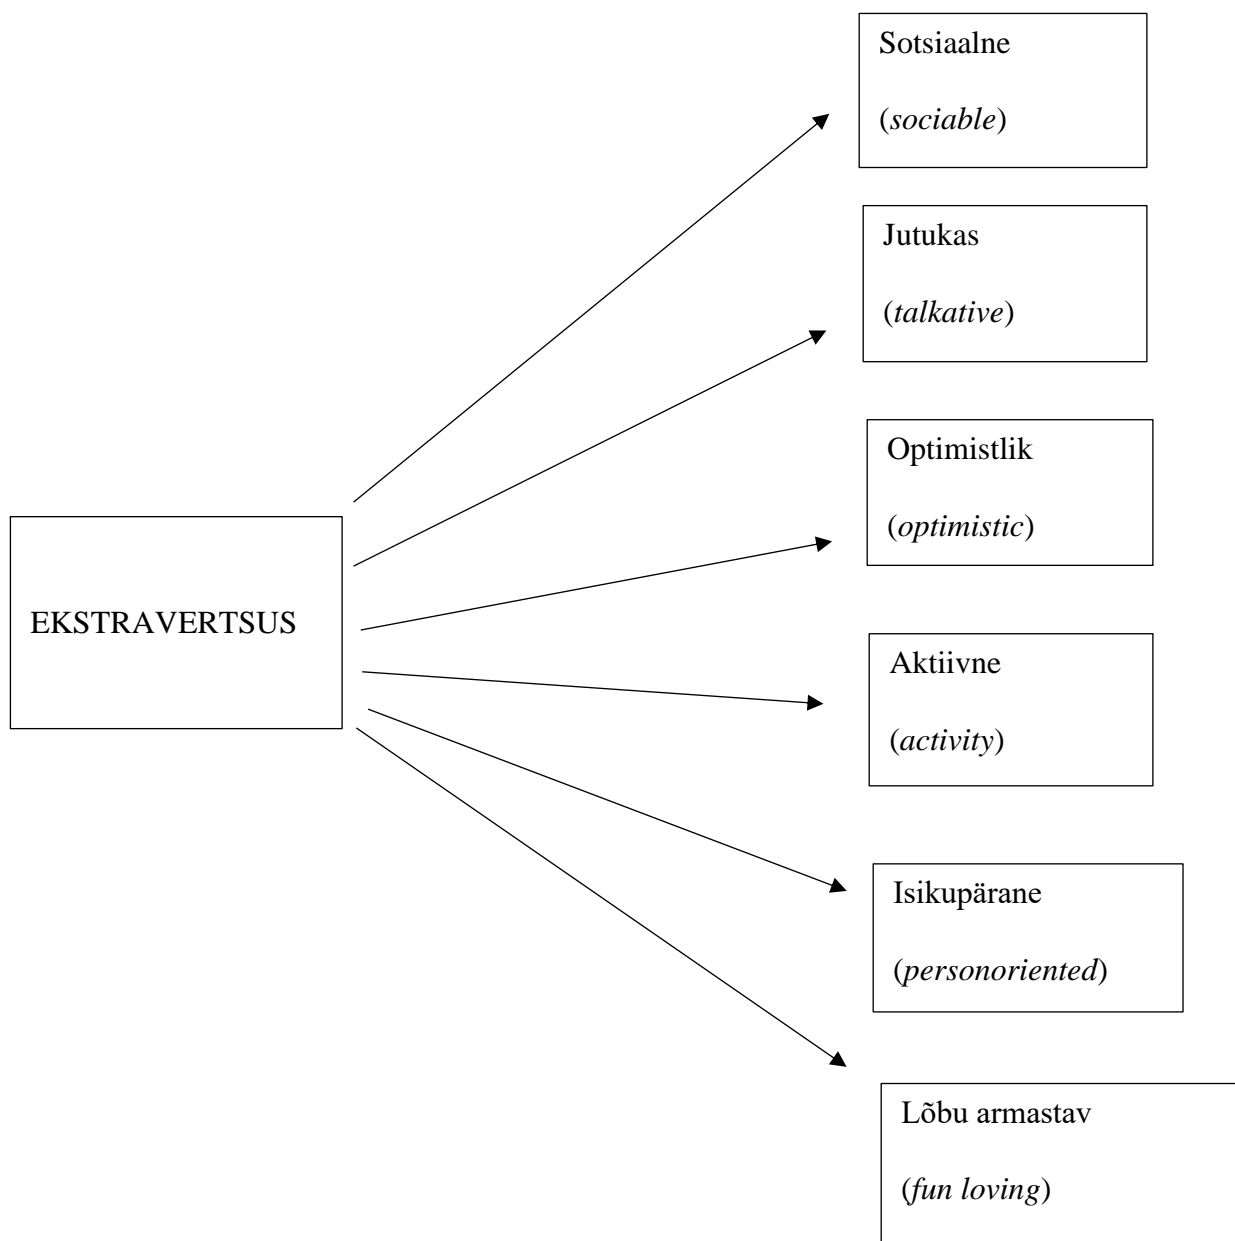 Sotsiaalne
(sociable)
Jutukas
(talkative)
Optimistlik
(optimistic)
EKSTRAVERTSUS
Aktiivne
(activity)
Isikupärane
(personoriented)
Lõbu armastav
(fun loving)